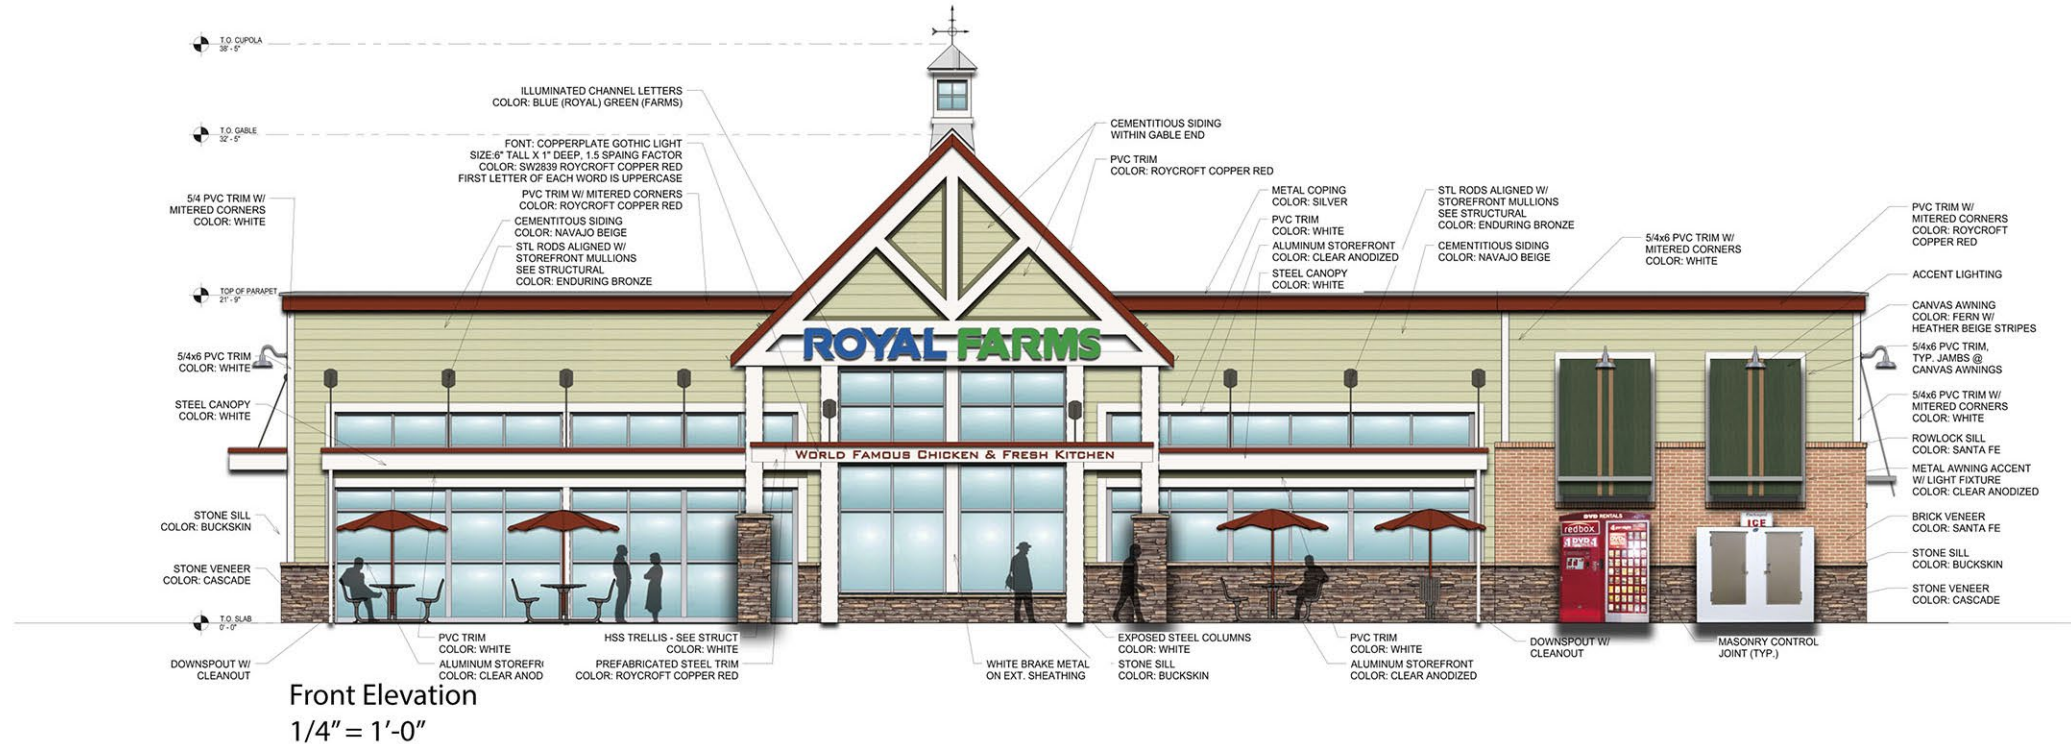 T.O. CUPOLA
38' - 5"
T.O. GABLE
32' - 5"
TOP OF PARAPET
21' - 9"
T.O. SLAB
0' - 0"
ILLUMINATED CHANNEL LETTERS
COLOR: BLUE (ROYAL) GREEN (FARMS)
FONT: COPPERPLATE GOTHIC LIGHT
SIZE:6" TALL X 1" DEEP, 1.5 SPAING FACTOR
COLOR: SW2839 ROYCROFT COPPER RED
FIRST LETTER OF EACH WORD IS UPPERCASE
PVC TRIM W/ MITERED CORNERS
COLOR: ROYCROFT COPPER RED
CEMENTITOUS SIDING
COLOR: NAVAJO BEIGE
STL RODS ALIGNED W/
STOREFRONT MULLIONS
SEE STRUCTURAL
COLOR: ENDURING BRONZE
5/4 PVC TRIM W/
MITERED CORNERS
COLOR: WHITE
5/4x6 PVC TRIM
COLOR: WHITE
STEEL CANOPY
COLOR: WHITE
STONE SILL
COLOR: BUCKSKIN
STONE VENEER
COLOR: CASCADE
DOWNSPOUT W/
CLEANOUT
CEMENTITIOUS SIDING
WITHIN GABLE END
PVC TRIM
COLOR: ROYCROFT COPPER RED
METAL COPING
COLOR: SILVER
PVC TRIM
COLOR: WHITE
ALUMINUM STOREFRONT
COLOR: CLEAR ANODIZED
STEEL CANOPY
COLOR: WHITE
STL RODS ALIGNED W/
STOREFRONT MULLIONS
SEE STRUCTURAL
COLOR: ENDURING BRONZE
CEMENTITIOUS SIDING
COLOR: NAVAJO BEIGE
5/4x6 PVC TRIM W/
MITERED CORNERS
COLOR: WHITE
PVC TRIM W/
MITERED CORNERS
COLOR: ROYCROFT
COPPER RED
ACCENT LIGHTING
CANVAS AWNING
COLOR: FERN W/
HEATHER BEIGE STRIPES
5/4x6 PVC TRIM,
TYP. JAMBS @
CANVAS AWNINGS
5/4x6 PVC TRIM W/
MITERED CORNERS
COLOR: WHITE
ROWLOCK SILL
COLOR: SANTA FE
METAL AWNING ACCENT
W/ LIGHT FIXTURE
COLOR: CLEAR ANODIZED
BRICK VENEER
COLOR: SANTA FE
STONE SILL
COLOR: BUCKSKIN
STONE VENEER
COLOR: CASCADE
ROYAL FARMS
WORLD FAMOUS CHICKEN & FRESH KITCHEN
DVD RENTALS
redbox
ICE
PVC TRIM
COLOR: WHITE
ALUMINUM STOREFR
COLOR: CLEAR ANOD
HSS TRELLIS - SEE STRUCT
COLOR: WHITE
PREFABRICATED STEEL TRIM
COLOR: ROYCROFT COPPER RED
WHITE BRAKE METAL
ON EXT. SHEATHING
EXPOSED STEEL COLUMNS
COLOR: WHITE
STONE SILL
COLOR: BUCKSKIN
PVC TRIM
COLOR: WHITE
ALUMINUM STOREFRONT
COLOR: CLEAR ANODIZED
DOWNSPOUT W/
CLEANOUT
MASONRY CONTROL
JOINT (TYP.)
Front Elevation
1/4" = 1'-0"